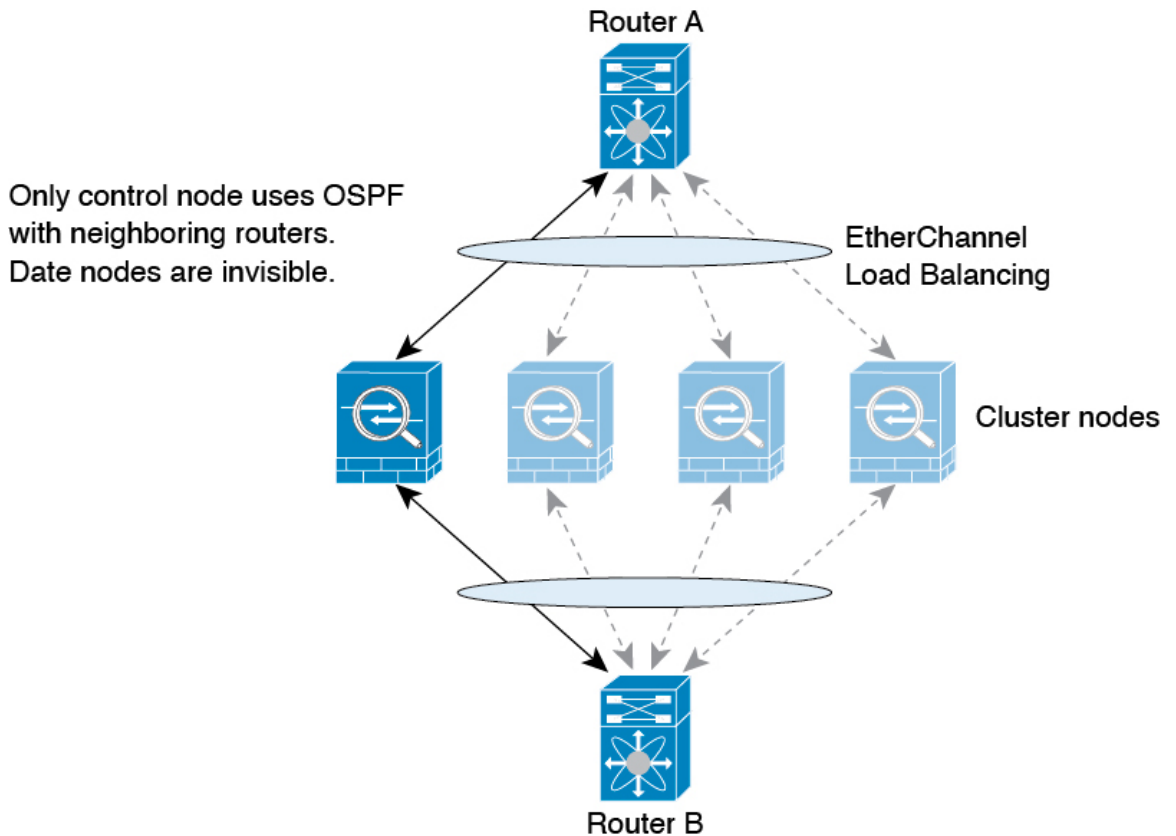 Router A
Only control node uses OSPF
with neighboring routers.
Date nodes are invisible.
EtherChannel
Load Balancing
Cluster nodes
Router B